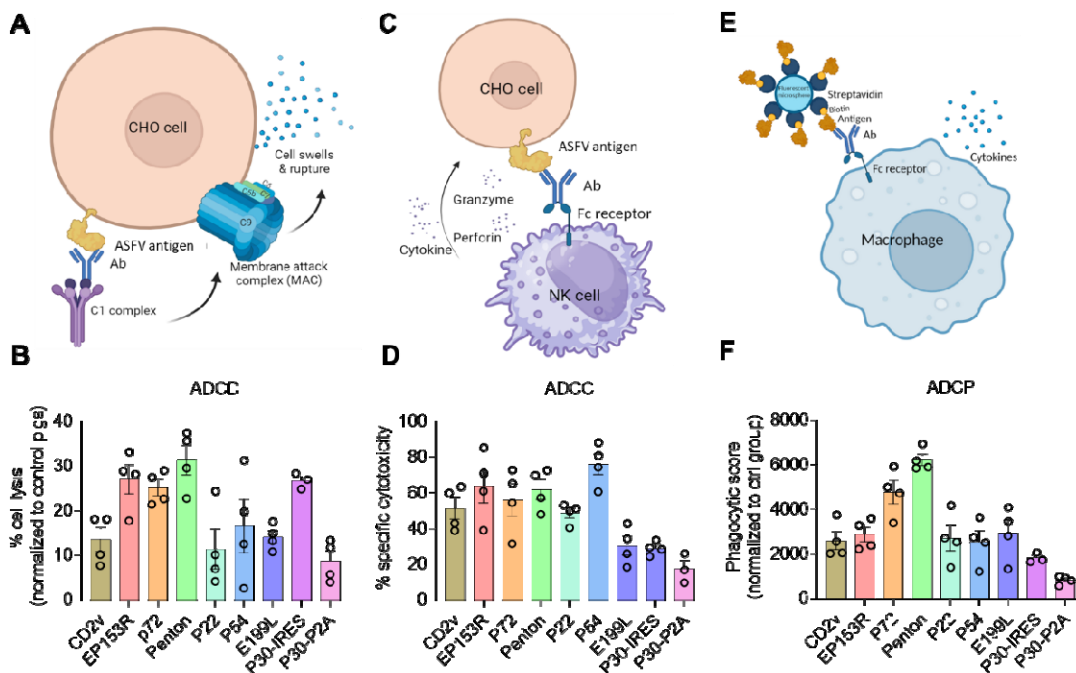 A
CHO cell
Cell swells
& rupture
C5b
C9
ASFV antigen
Ab
Membrane attack
complex (MAC)
C1 complex
C
CHO cell
ASFV antigen
Ab
Granzyme
Fc receptor
Perforin
Cytokine
NK cell
E
Fluorescent
microsphere
Streptavidin
Biotin
Antigen
Ab
Cytokines
Fc receptor
Macrophage
B
ADCD
% cell lysis
(normalized to control pigs)
40
30
20
10
0
CD2v
EP153R
p72
Penton
P22
P54
E199L
P30-IRES
P30-P2A
D
ADCC
% specific cytotoxicity
100
80
60
40
20
0
CD2v
EP153R
P72
Penton
P22
P54
E199L
P30-IRES
P30-P2A
F
ADCP
Phagocytic score
(normalized to ctrl group)
8000
6000
4000
2000
0
CD2v
EP153R
P72
Penton
P22
P54
E199L
P30-IRES
P30-P2A